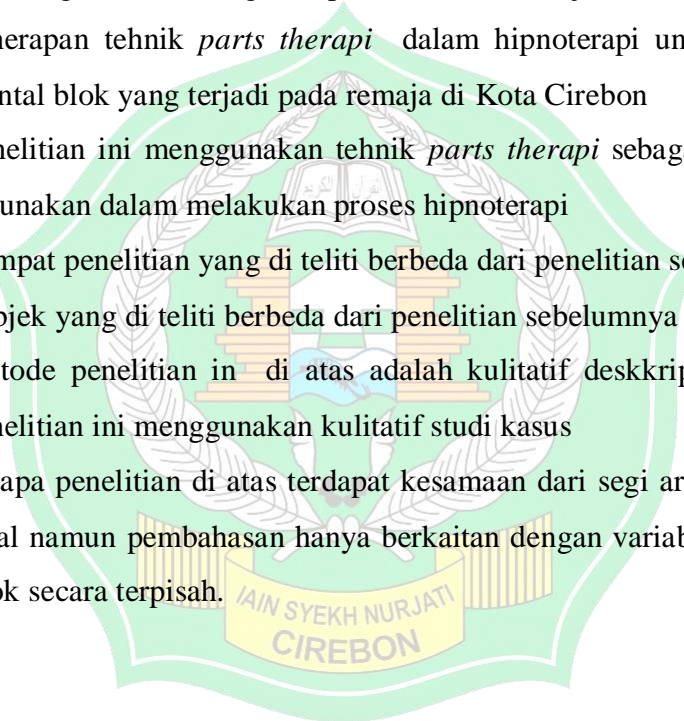 nerapan tehnik parts therapi dalam hipnoterapi un
ntal blok yang terjadi pada remaja di Kota Cirebon
nelitian ini menggunakan tehnik parts therapi sebaga
unakan dalam melakukan proses hipnoterapi
mpat penelitian yang di teliti berbeda dari penelitian se
bjek yang di teliti berbeda dari penelitian sebelumnya
tode penelitian in di atas adalah kulitatif deskkrip
nelitian ini menggunakan kulitatif studi kasus
apa penelitian di atas terdapat kesamaan dari segi ar
al namun pembahasan hanya berkaitan dengan variab
ok secara terpisah.
IAIN SYEKH NURJATI
CIREBON